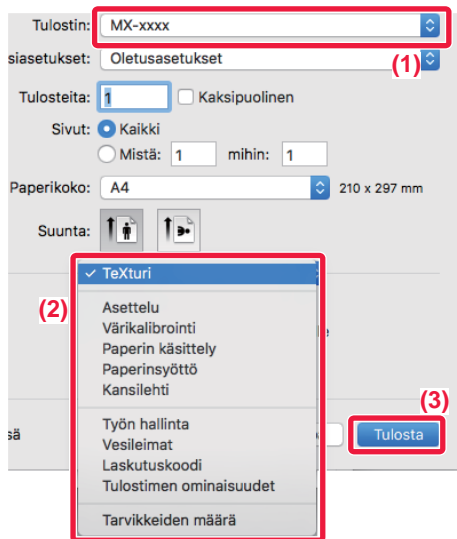 Tulostin: MX-xxxx
siasetukset: Oletusasetukset
(1)
Tulosteita: 1 Kaksipuolinen
Sivut: Kaikki
Mistä: 1 mihin: 1
Paperikoko: A4 210 x 297 mm
Suunta:
TeXturi
(2)
Asettelu
Värikalibrointi
Paperin käsittely
Paperinsyöttö
Kansilehti
Työn hallinta
Vesileimat
Laskutuskoodi
Tulostimen ominaisuudet
Tarvikkeiden määrä
(3)
sä Tulosta